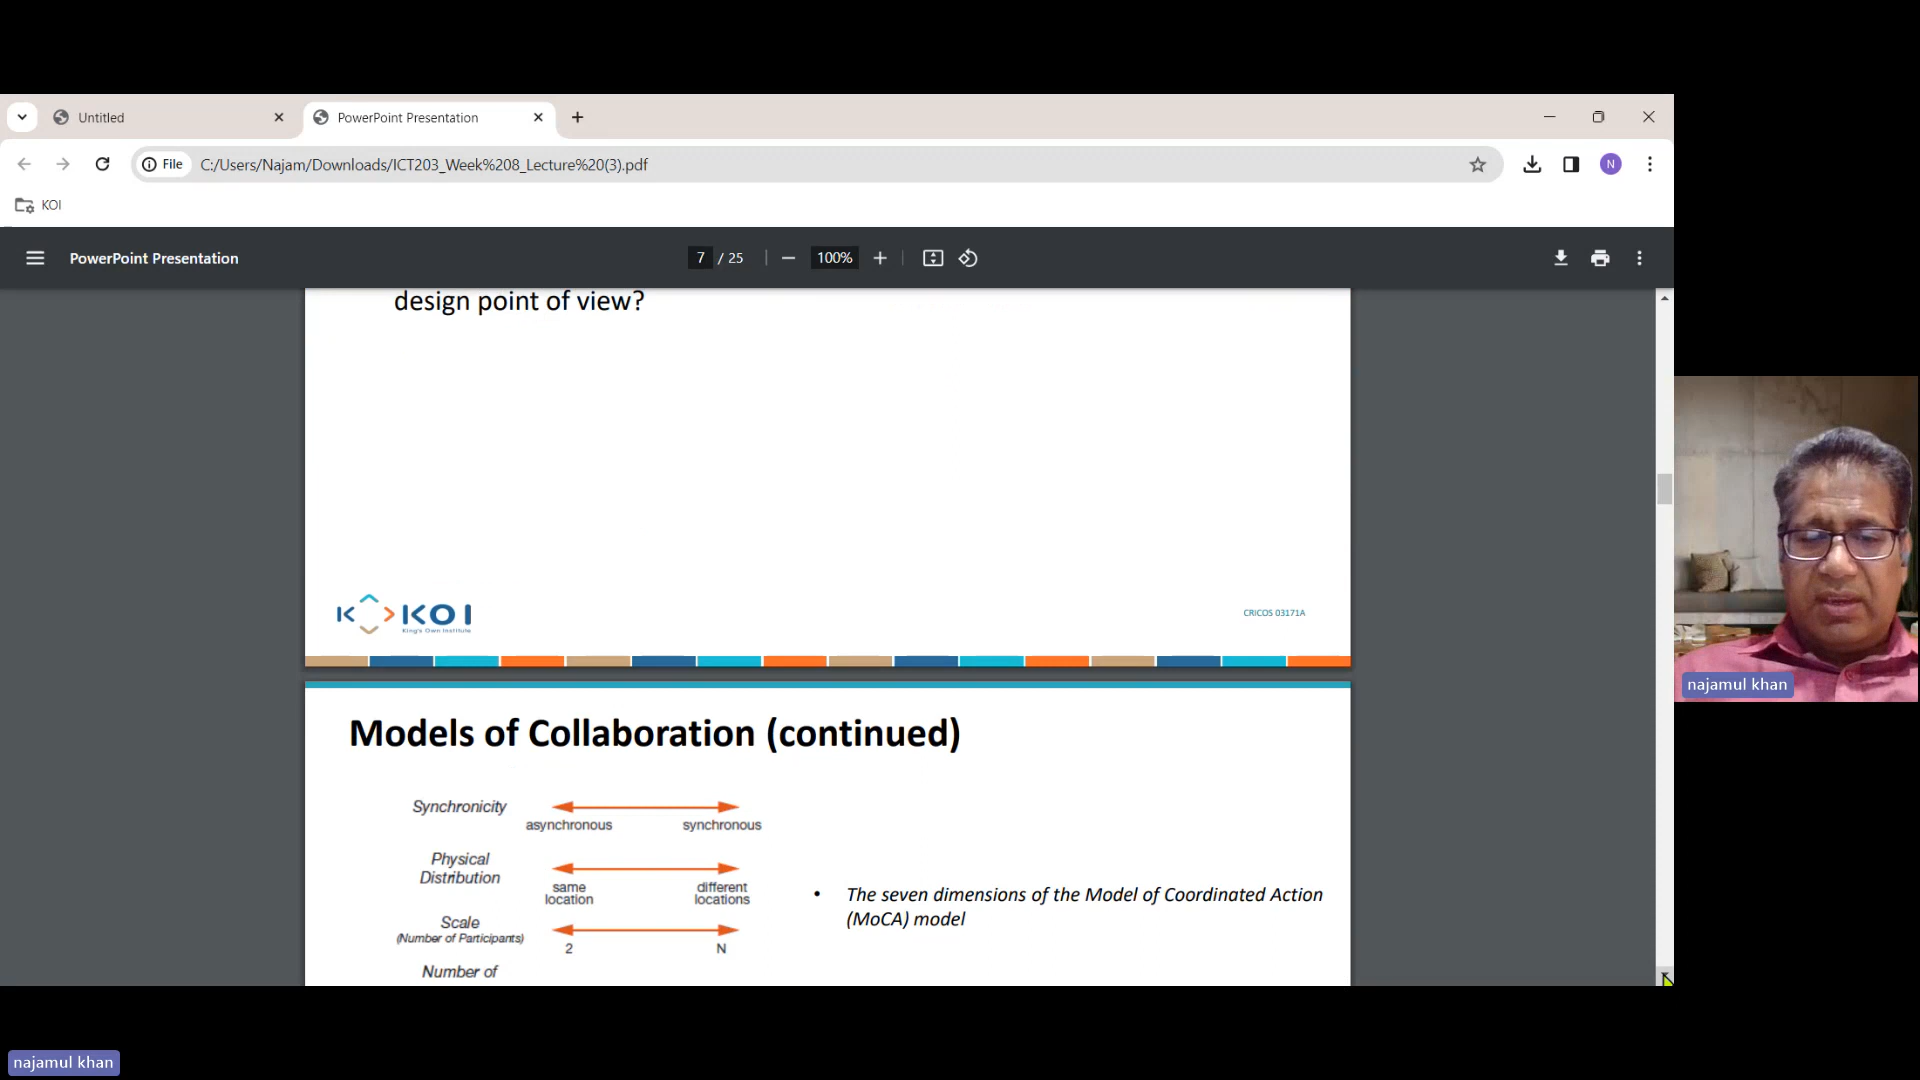 Untitled
PowerPoint Presentation
File
C:/Users/Najam/Downloads/ICT203_Week%208_Lecture%20(3).pdf
N
KOI
PowerPoint Presentation
7 / 25
100%
design point of view?
KOI
King's Own Institute
CRICOS 03171A
Models of Collaboration (continued)
Synchronicity
asynchronous synchronous
Physical
Distribution
same
location
different
locations
• The seven dimensions of the Model of Coordinated Action
(MoCA) model
Scale
(Number of Participants)
2 N
Number of
najamul khan
najamul khan